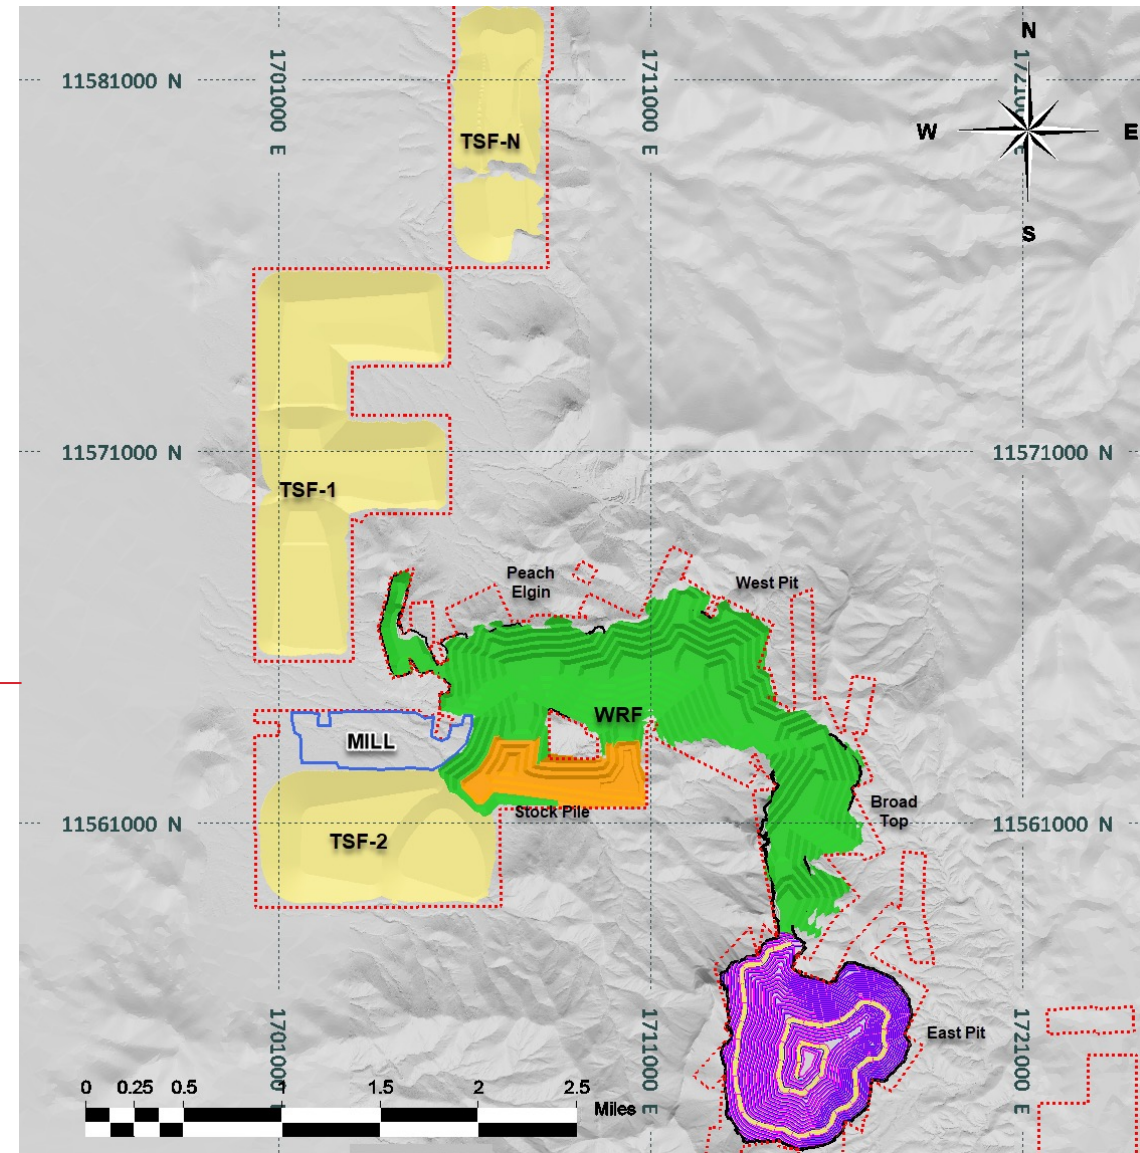 N
11581000 N
1701000 E
1711000 E
1721000 E
W
E
S
TSF-N
11571000 N
11571000 N
TSF-1
Peach
Elgin
West Pit
WRF
MILL
Stock Pile
Broad
Top
11561000 N
11561000 N
TSF-2
East Pit
1701000 E
1711000 E
1721000 E
0 0.25 0.5 1 1.5 2 2.5
Miles